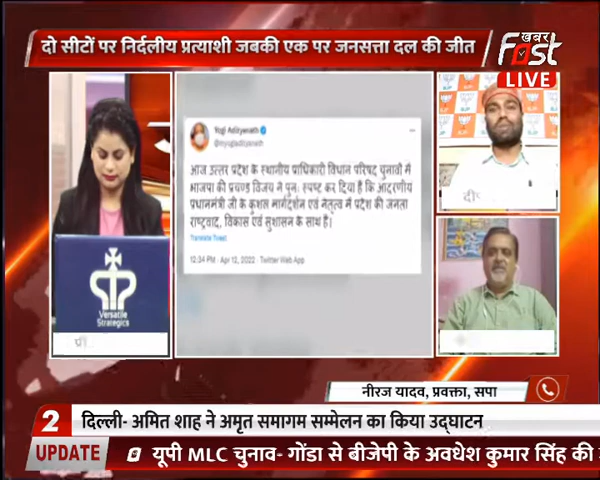 दो सीटों पर निर्दलीय प्रत्याशी जबकी एक पर जनसत्ता दल की जीत
खबर
Fast
LIVE
Yogi Adityanath
@myogiadityanath
आज उत्तर प्रदेश के स्थानीय प्राधिकारी विधान परिषद चुनावों में
भाजपा की प्रचण्ड विजय ने पुनः स्पष्ट कर दिया है कि आदरणीय
प्रधानमंत्री जी के कुशल मार्गदर्शन एवं नेतृत्व में प्रदेश की जनता
राष्ट्रवाद, विकास एवं सुशासन के साथ है।
Translate Tweet
12:34 PM · Apr 12, 2022 · Twitter Web App
Versatile
Strategics
नीरज यादव, प्रवक्ता, सपा
2 दिल्ली- अमित शाह ने अमृत समागम सम्मेलन का किया उद्घाटन
UPDATE यूपी MLC चुनाव- गोंडा से बीजेपी के अवधेश कुमार सिंह की